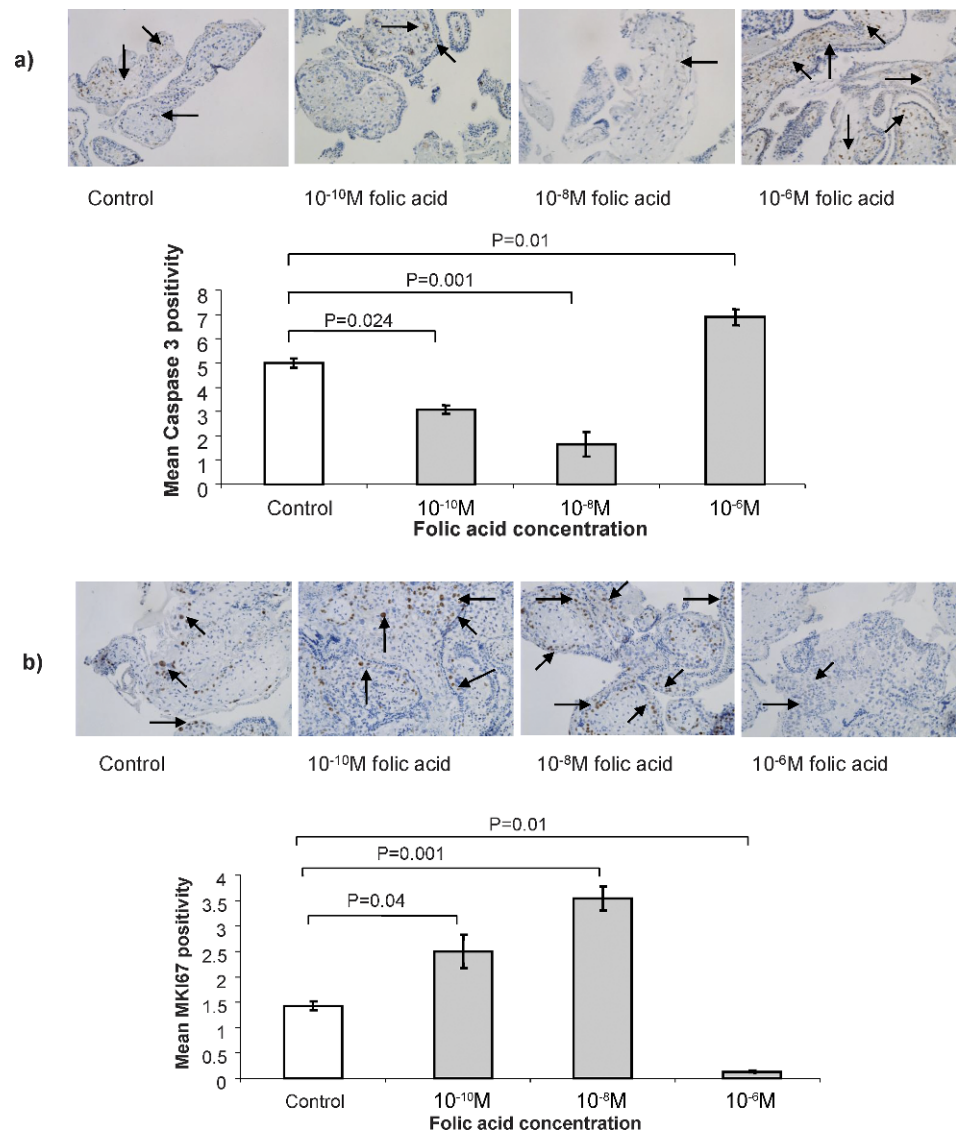 a)
Control
10⁻¹⁰M folic acid
10⁻⁸M folic acid
10⁻⁶M folic acid
P=0.01
P=0.001
P=0.024
Mean Caspase 3 positivity
8
7
6
5
4
3
2
1
0
Control
10⁻¹⁰M
10⁻⁸M
10⁻⁶M
Folic acid concentration
b)
Control
10⁻¹⁰M folic acid
10⁻⁸M folic acid
10⁻⁶M folic acid
P=0.01
P=0.001
P=0.04
Mean MKI67 positivity
4
3.5
3
2.5
2
1.5
1
0.5
0
Control
10⁻¹⁰M
10⁻⁸M
10⁻⁶M
Folic acid concentration